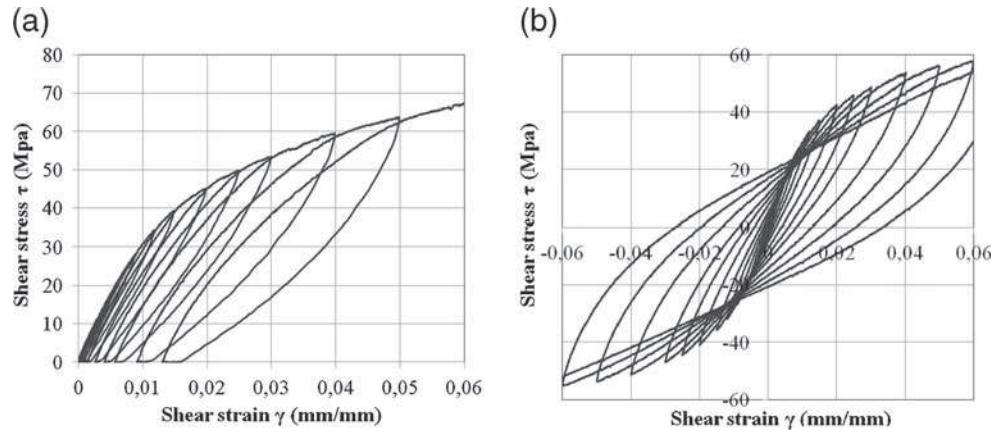 (a)
Shear stress τ (Mpa)
80
70
60
50
40
30
20
10
0
0 0,01 0,02 0,03 0,04 0,05 0,06
Shear strain γ (mm/mm)
(b)
Shear stress τ (Mpa)
60
40
20
0
-0,06 -0,04 -0,02 0 0,02 0,04 0,06
-20
-40
-60
Shear strain γ (mm/mm)